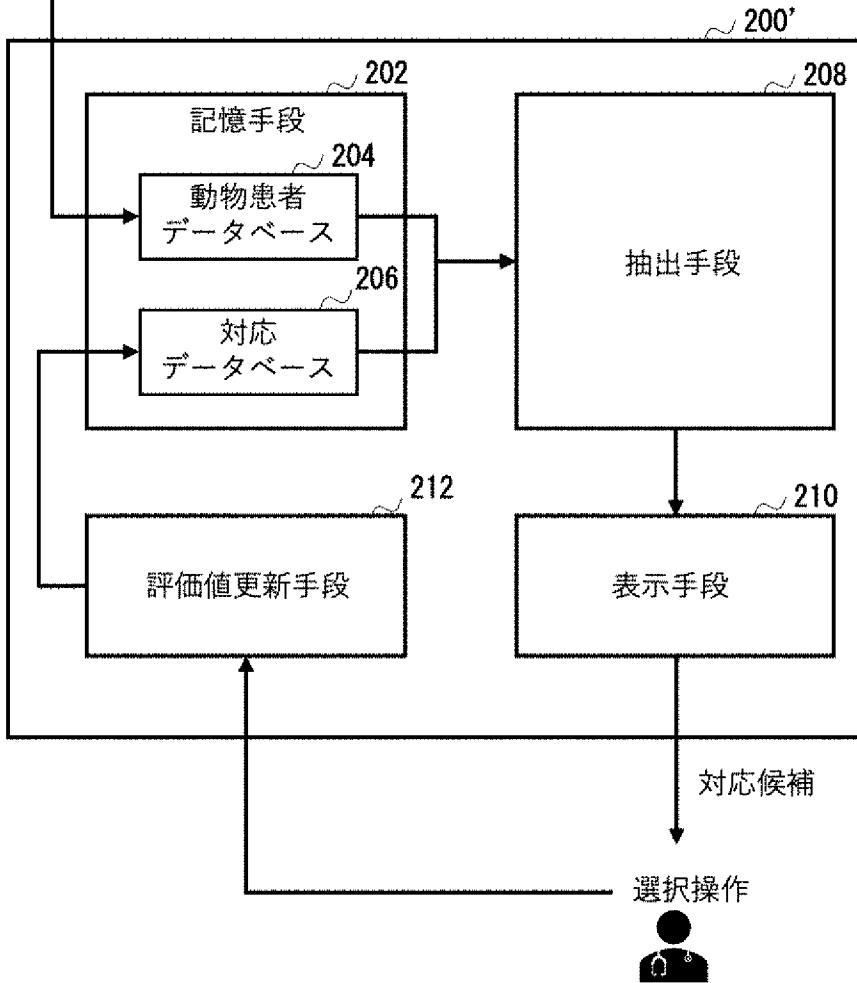 200’
202
記憶手段
204
動物患者
データベース
206
対応
データベース
208
抽出手段
212
評価値更新手段
210
表示手段
対応候補
選択操作